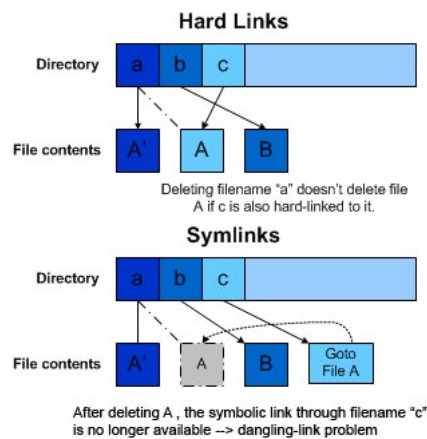 Hard Links
Directory a b c
File contents A' A B
Deleting filename "a" doesn't delete file
A if c is also hard-linked to it.
Symlinks
Directory a b c
File contents A' A B Goto
File A
After deleting A , the symbolic link through filename "c"
is no longer available --> dangling-link problem